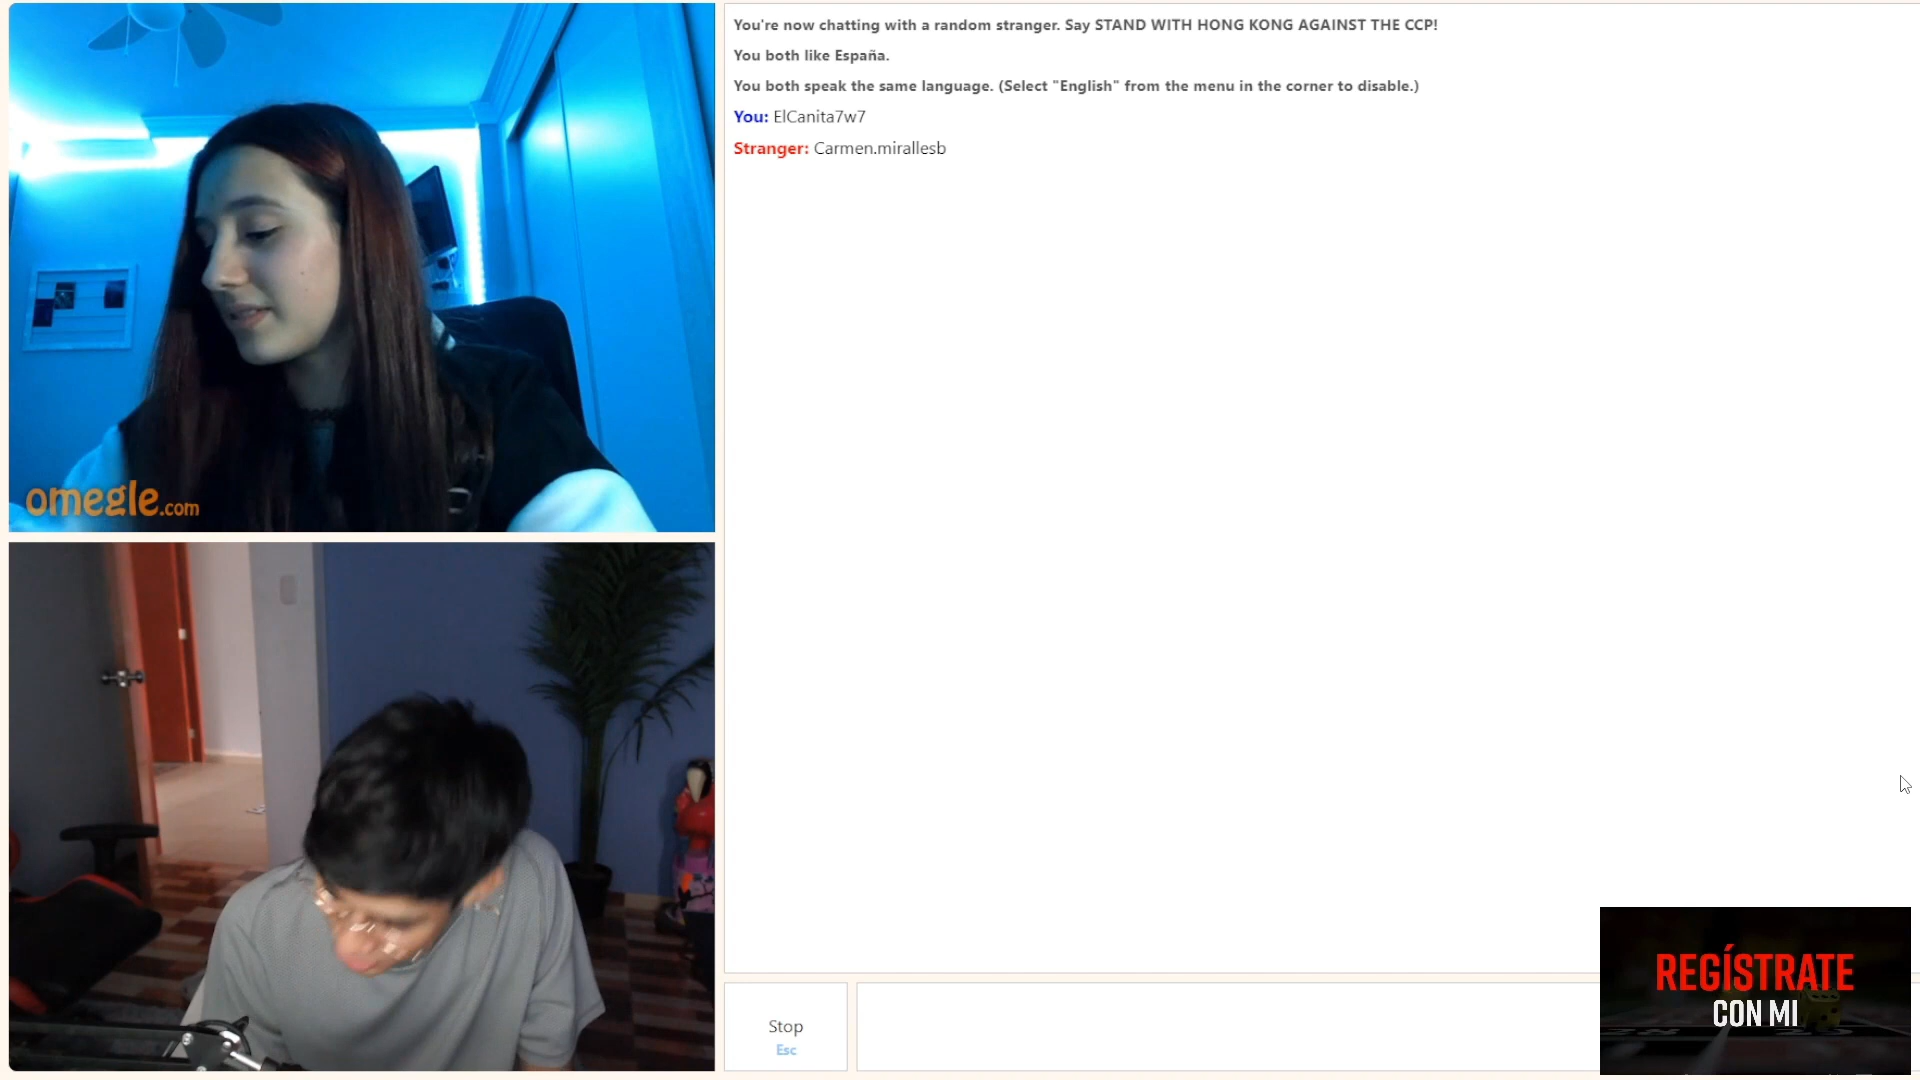 You're now chatting with a random stranger. Say STAND WITH HONG KONG AGAINST THE CCP!
You both like España.
You both speak the same language. (Select "English" from the menu in the corner to disable.)
You: ElCanita7w7
Stranger: Carmen.mirallesb
omegle.com
Stop
Esc
REGÍSTRATE
CON MI